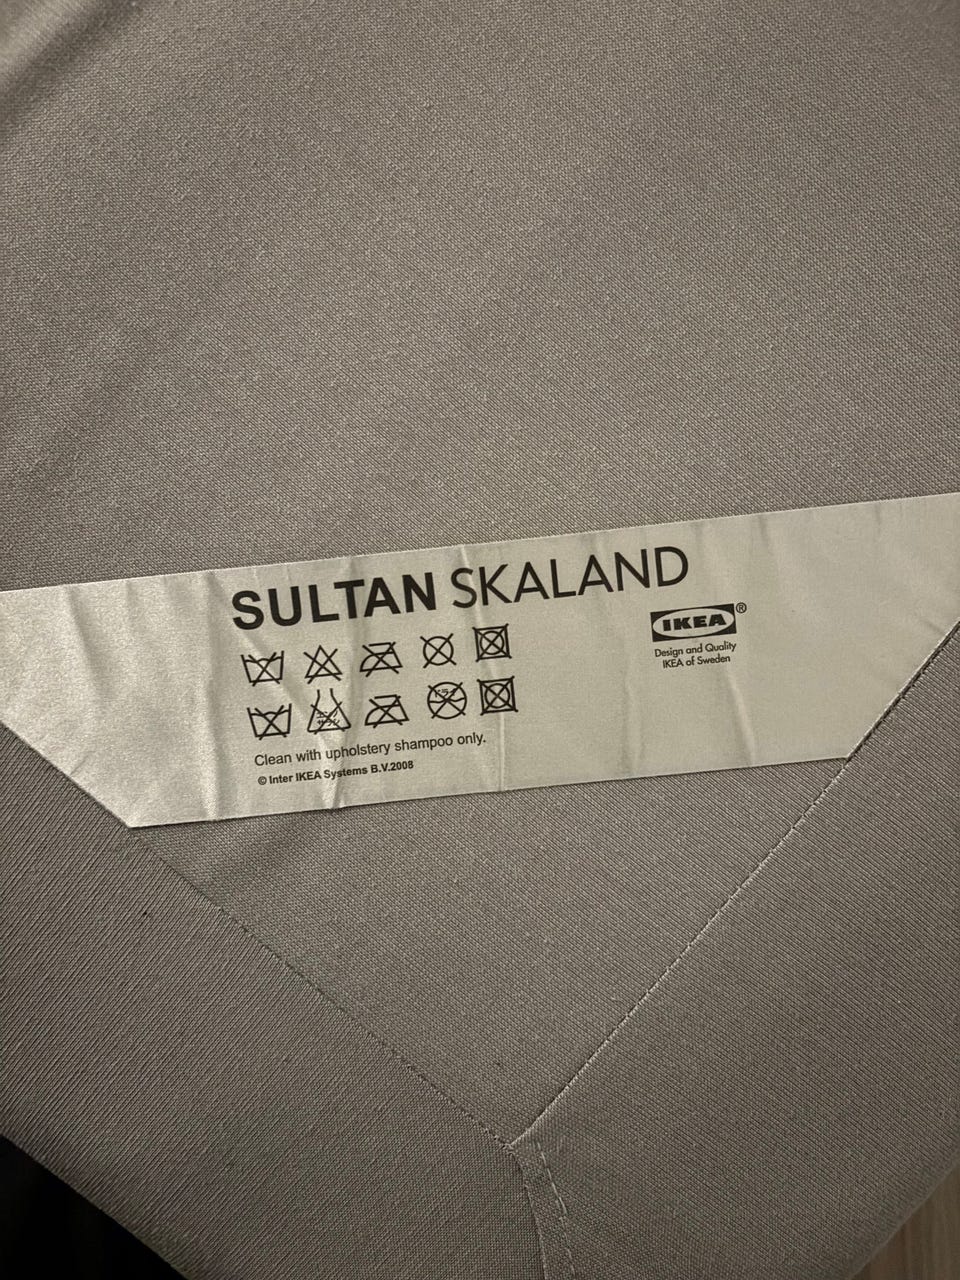 SULTAN SKALAND
IKEA®
Design and Quality
IKEA of Sweden
Clean with upholstery shampoo only.
© Inter IKEA Systems B.V.2008